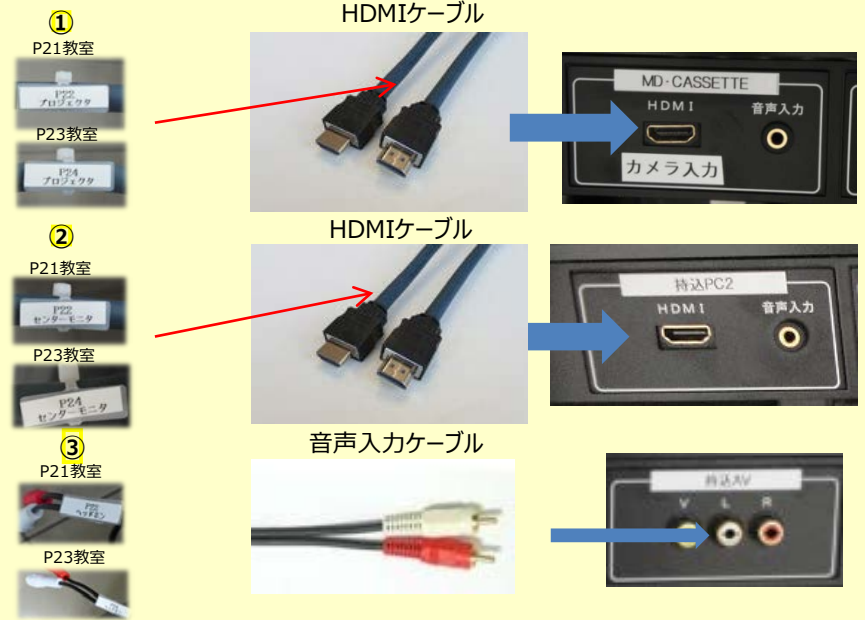 ①
P21教室
P22
プロジェクタ
P23教室
P24
プロジェクタ
HDMIケーブル
MD・CASSETTE
HDMI
音声入力
カメラ入力
②
P21教室
P22
センターモニタ
P23教室
P24
センターモニタ
HDMIケーブル
持込PC2
HDMI
音声入力
③
P21教室
P22
P23教室
音声入力ケーブル
持込AV
V L R